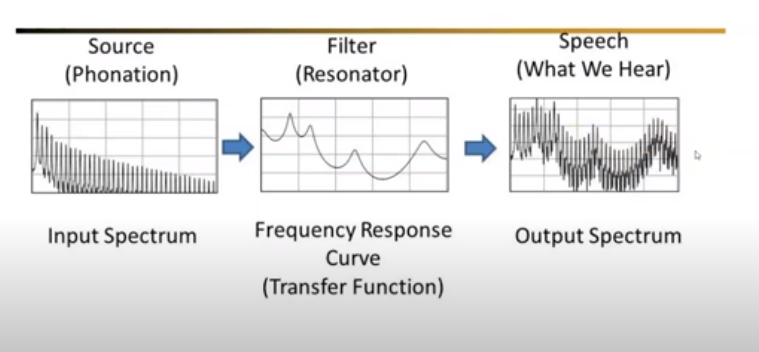 Source
(Phonation)
Filter
(Resonator)
Speech
(What We Hear)
Input Spectrum
Frequency Response
Curve
(Transfer Function)
Output Spectrum